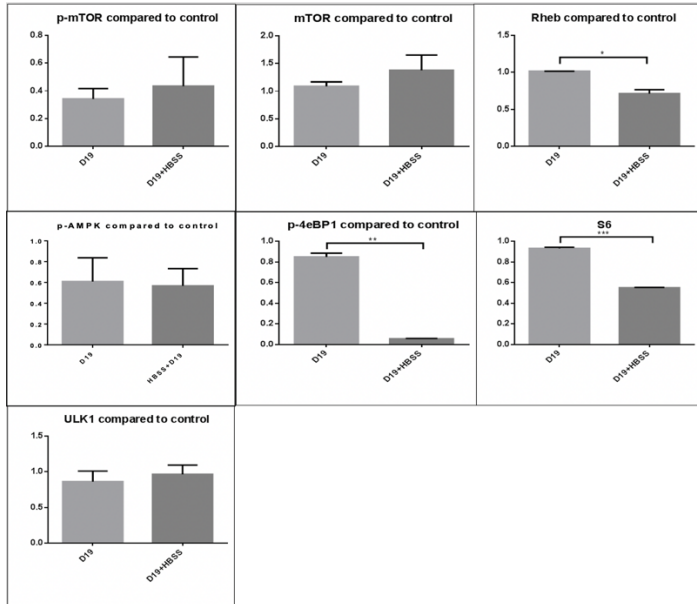 p-mTOR compared to control
0.8
0.6
0.4
0.2
0.0
D19
D19+HBSS
mTOR compared to control
2.0
1.5
1.0
0.5
0.0
D19
D19+HBSS
Rheb compared to control
*
1.5
1.0
0.5
0.0
D19
D19+HBSS
p-AMPK compared to control
1.0
0.8
0.6
0.4
0.2
0.0
D19
HBSS+D19
p-4eBP1 compared to control
**
1.0
0.8
0.6
0.4
0.2
0.0
D19
D19+HBSS
S6
***
1.0
0.8
0.6
0.4
0.2
0.0
D19
D19+HBSS
ULK1 compared to control
1.5
1.0
0.5
0.0
D19
D19+HBSS